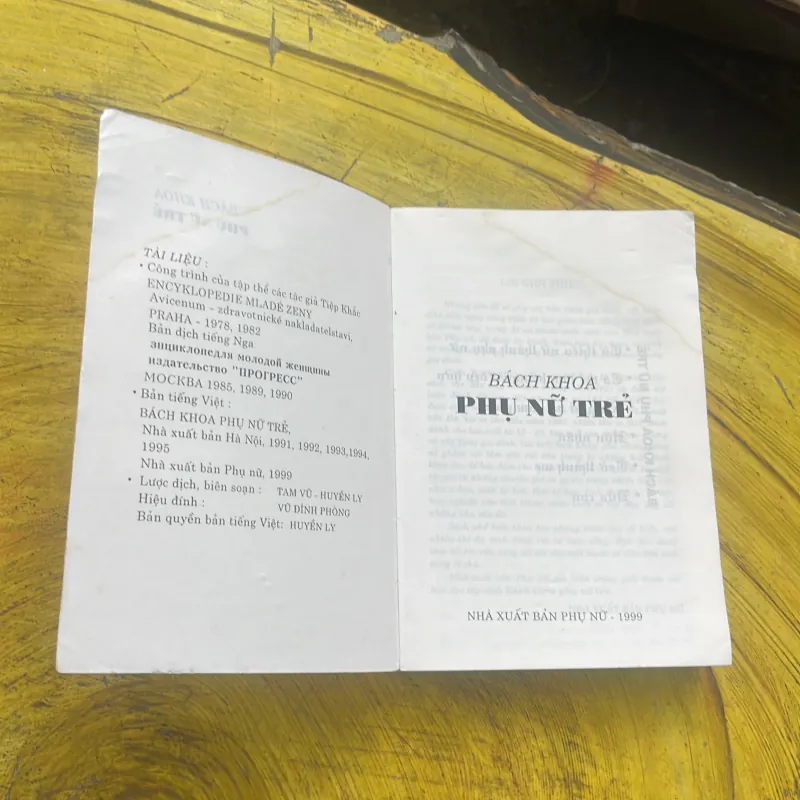 TÀI LIỆU :
• Công trình của tập thể các tác giả Tiệp Khắc
ENCYKLOPEDIE MLADÉ ZENY
Avicenum - zdravotnické nakladatelstaví,
PRAHA - 1978, 1982
Bản dịch tiếng Nga
энциклопедля молодой женщины
издательство "ПРОГРЕСС"
МОСКВА 1985, 1989, 1990
• Bản tiếng Việt :
BÁCH KHOA PHỤ NỮ TRẺ,
Nhà xuất bản Hà Nội, 1991, 1992, 1993,1994,
1995
Nhà xuất bản Phụ nữ, 1999
• Lược dịch, biên soạn : TAM VŨ - HUYỀN LY
Hiệu đính : VŨ ĐÌNH PHÒNG
Bản quyền bản tiếng Việt: HUYỀN LY
BÁCH KHOA
PHỤ NỮ TRẺ
NHÀ XUẤT BẢN PHỤ NỮ - 1999